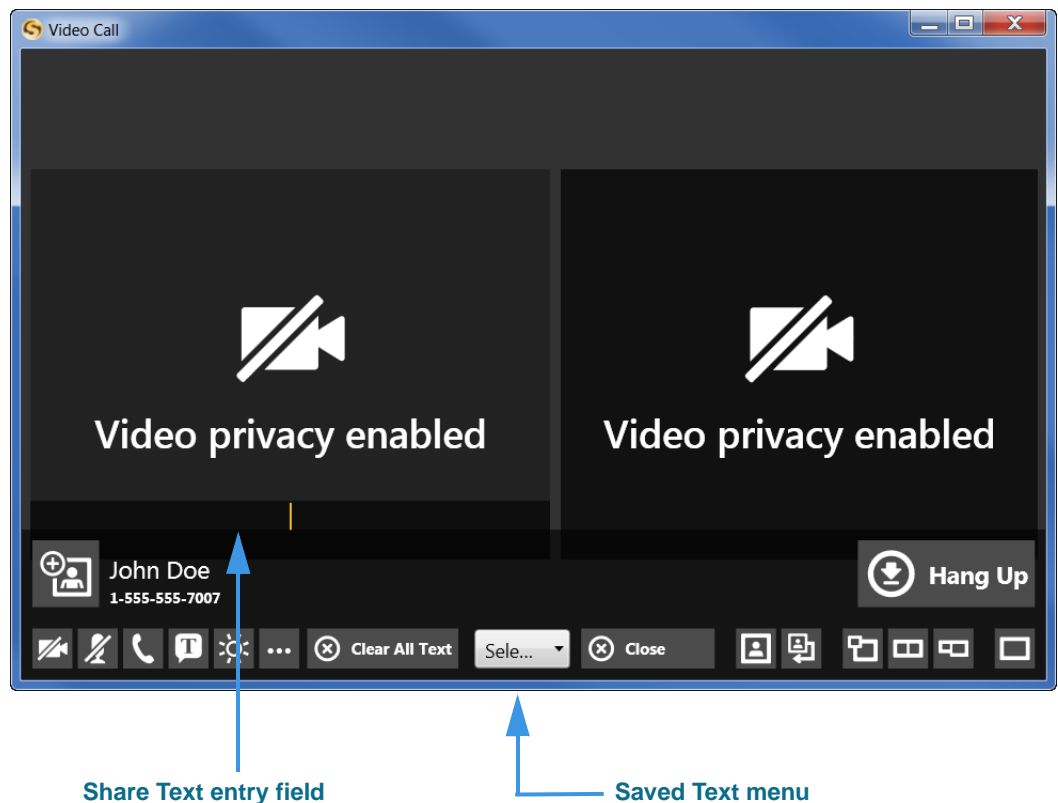 Video Call
Video privacy enabled
Video privacy enabled
John Doe
1-555-555-7007
Hang Up
T
Clear All Text
Sele...
Close
Share Text entry field
Saved Text menu